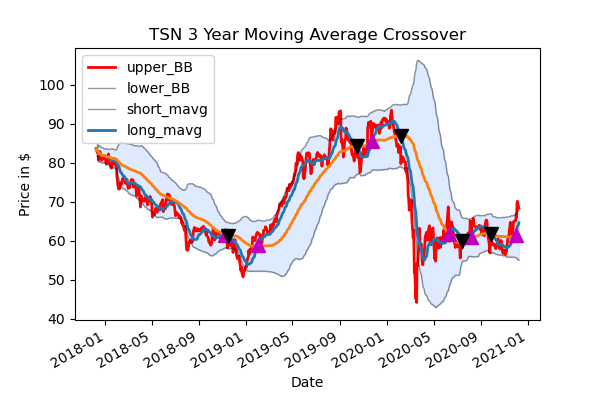 TSN 3 Year Moving Average Crossover
upper_BB
lower_BB
short_mavg
long_mavg
Price in $
100
90
80
70
60
50
40
2018-01
2018-05
2018-09
2019-01
2019-05
2019-09
2020-01
2020-05
2020-09
2021-01
Date